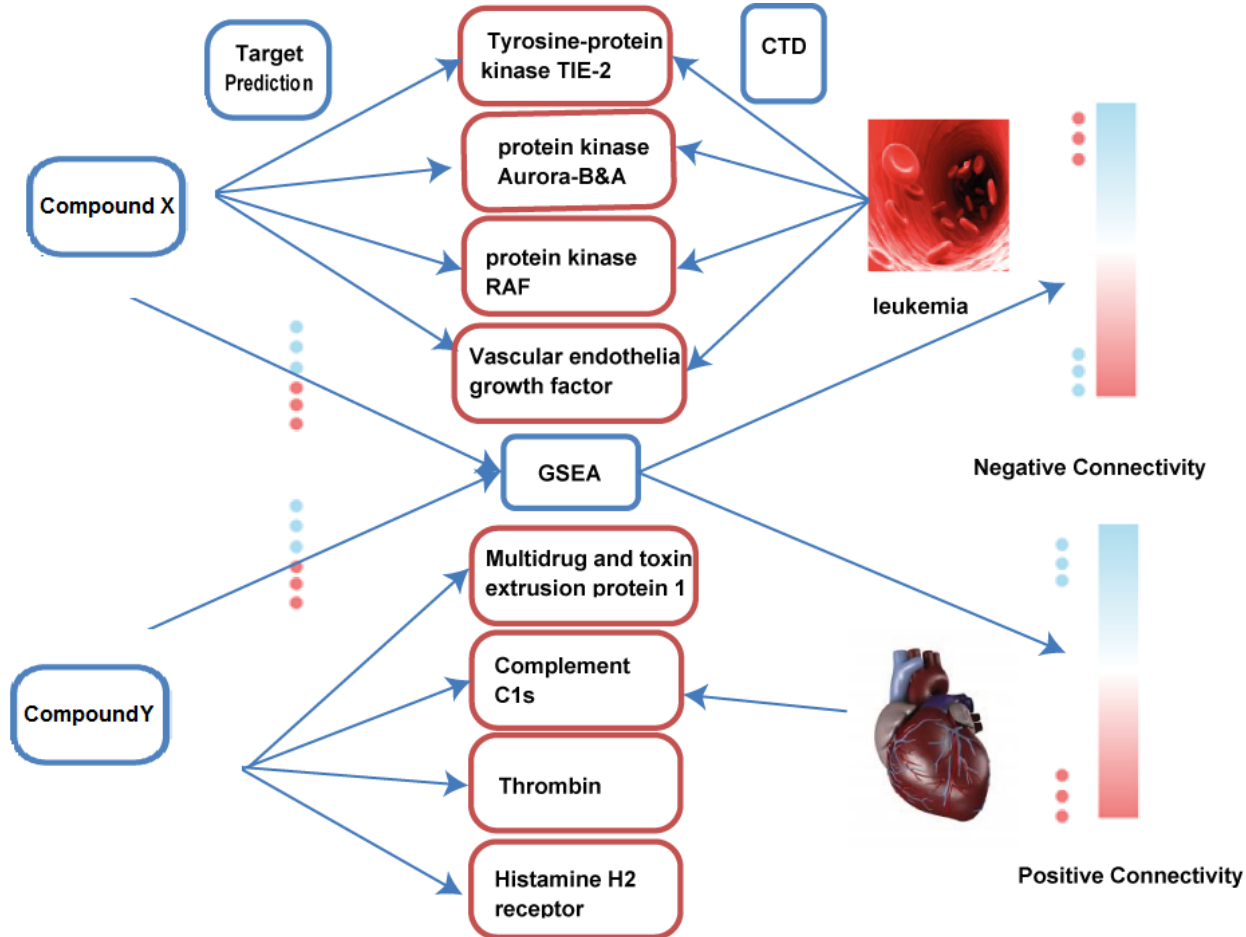 Target
Prediction
Tyrosine-protein
kinase TIE-2
CTD
protein kinase
Aurora-B&A
Compound X
protein kinase
RAF
leukemia
Vascular endothelia
growth factor
GSEA
Negative Connectivity
Multidrug and toxin
extrusion protein 1
Complement
C1s
CompoundY
Thrombin
Histamine H2
receptor
Positive Connectivity